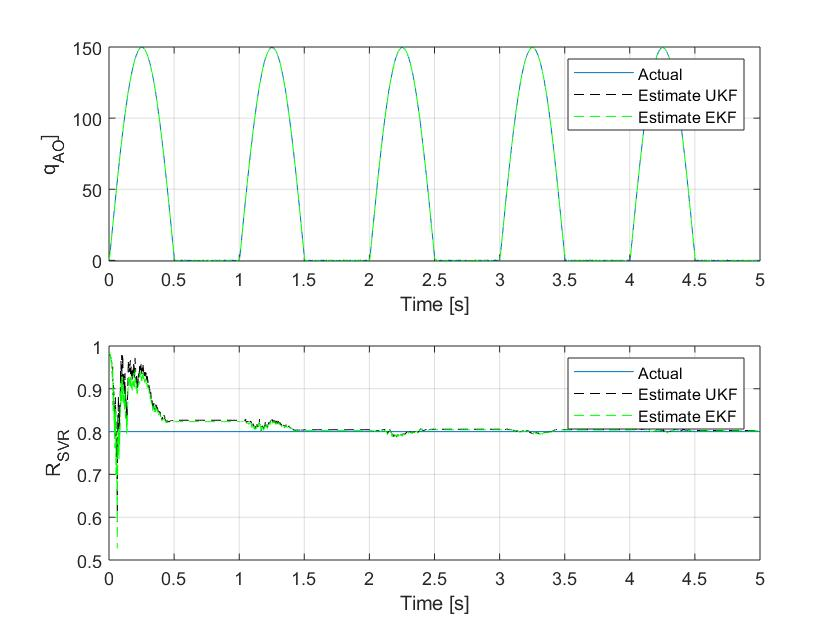 150
100
50
0
q_AO]
Actual
Estimate UKF
Estimate EKF
0 0.5 1 1.5 2 2.5 3 3.5 4 4.5 5
Time [s]
1
0.9
0.8
0.7
0.6
0.5
R_SVR
Actual
Estimate UKF
Estimate EKF
0 0.5 1 1.5 2 2.5 3 3.5 4 4.5 5
Time [s]